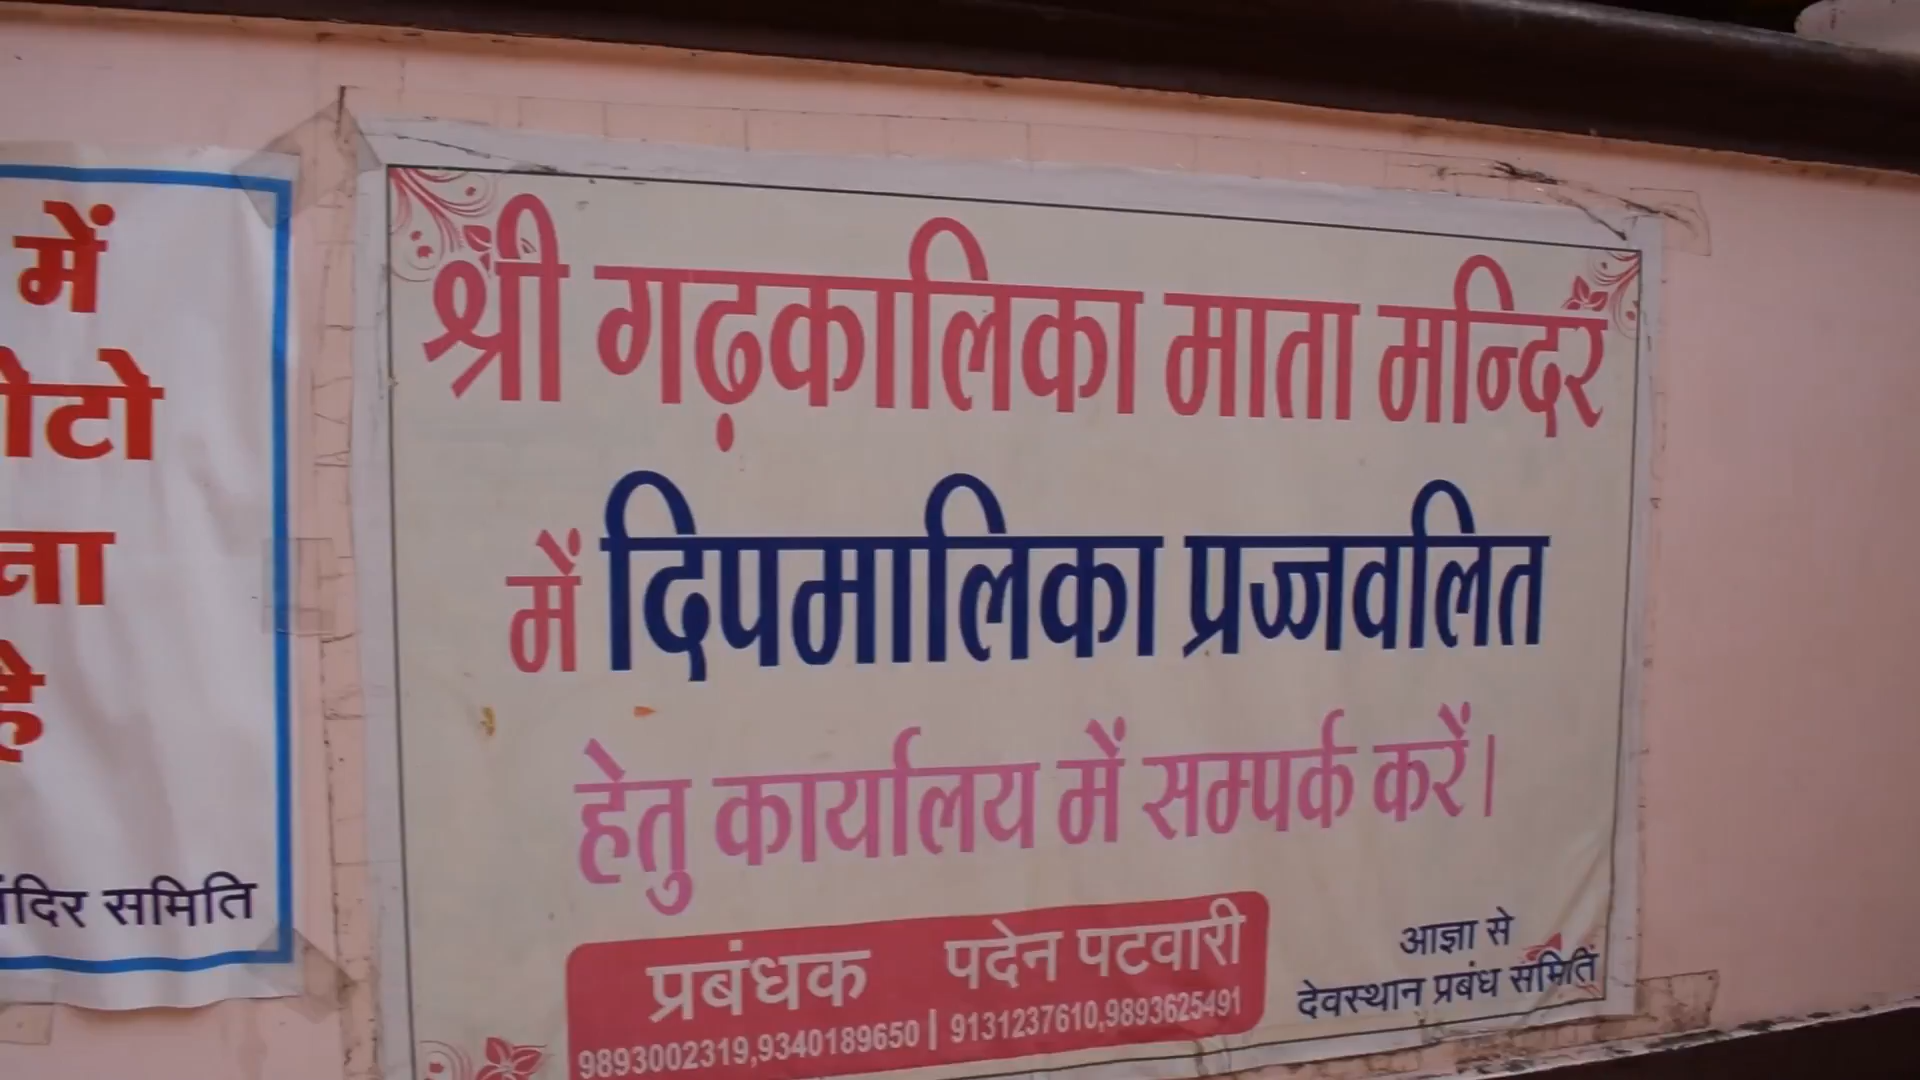 में
ना
है
मंदिर समिति
श्री गढ़कालिका माता मन्दिर
में दिपमालिका प्रज्जवलित
हेतु कार्यालय में सम्पर्क करें।
प्रबंधक पदेन पटवारी
9893002319,9340189650 | 9131237610,9893625491
आज्ञा से
देवस्थान प्रबंध समिति